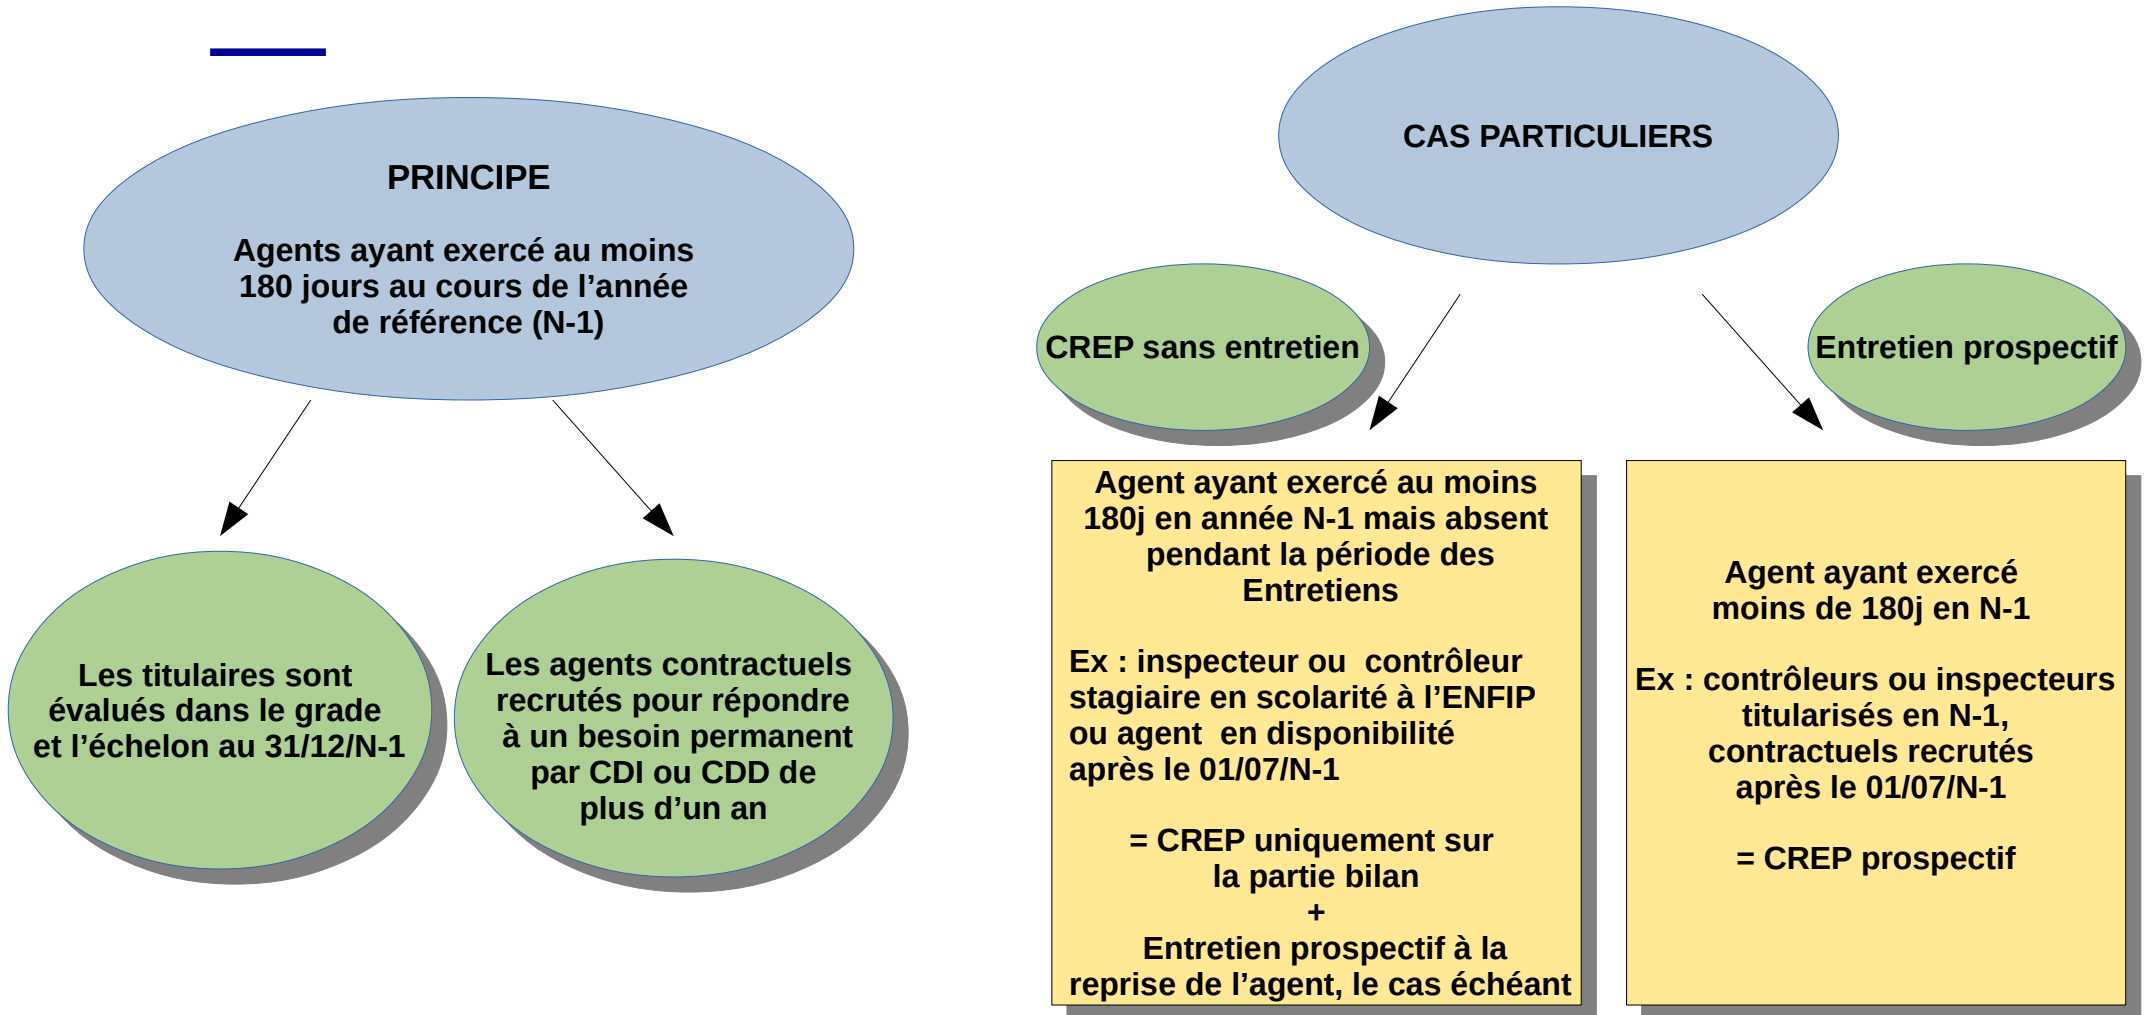 PRINCIPE
Agents ayant exercé au moins
180 jours au cours de l’année
de référence (N-1)
Les titulaires sont
évalués dans le grade
et l’échelon au 31/12/N-1
Les agents contractuels
recrutés pour répondre
à un besoin permanent
par CDI ou CDD de
plus d’un an
CAS PARTICULIERS
CREP sans entretien
Agent ayant exercé au moins
180j en année N-1 mais absent
pendant la période des
Entretiens
Ex : inspecteur ou contrôleur
stagiaire en scolarité à l’ENFIP
ou agent en disponibilité
après le 01/07/N-1
= CREP uniquement sur
la partie bilan
+
Entretien prospectif à la
reprise de l’agent, le cas échéant
Entretien prospectif
Agent ayant exercé
moins de 180j en N-1
Ex : contrôleurs ou inspecteurs
titularisés en N-1,
contractuels recrutés
après le 01/07/N-1
= CREP prospectif